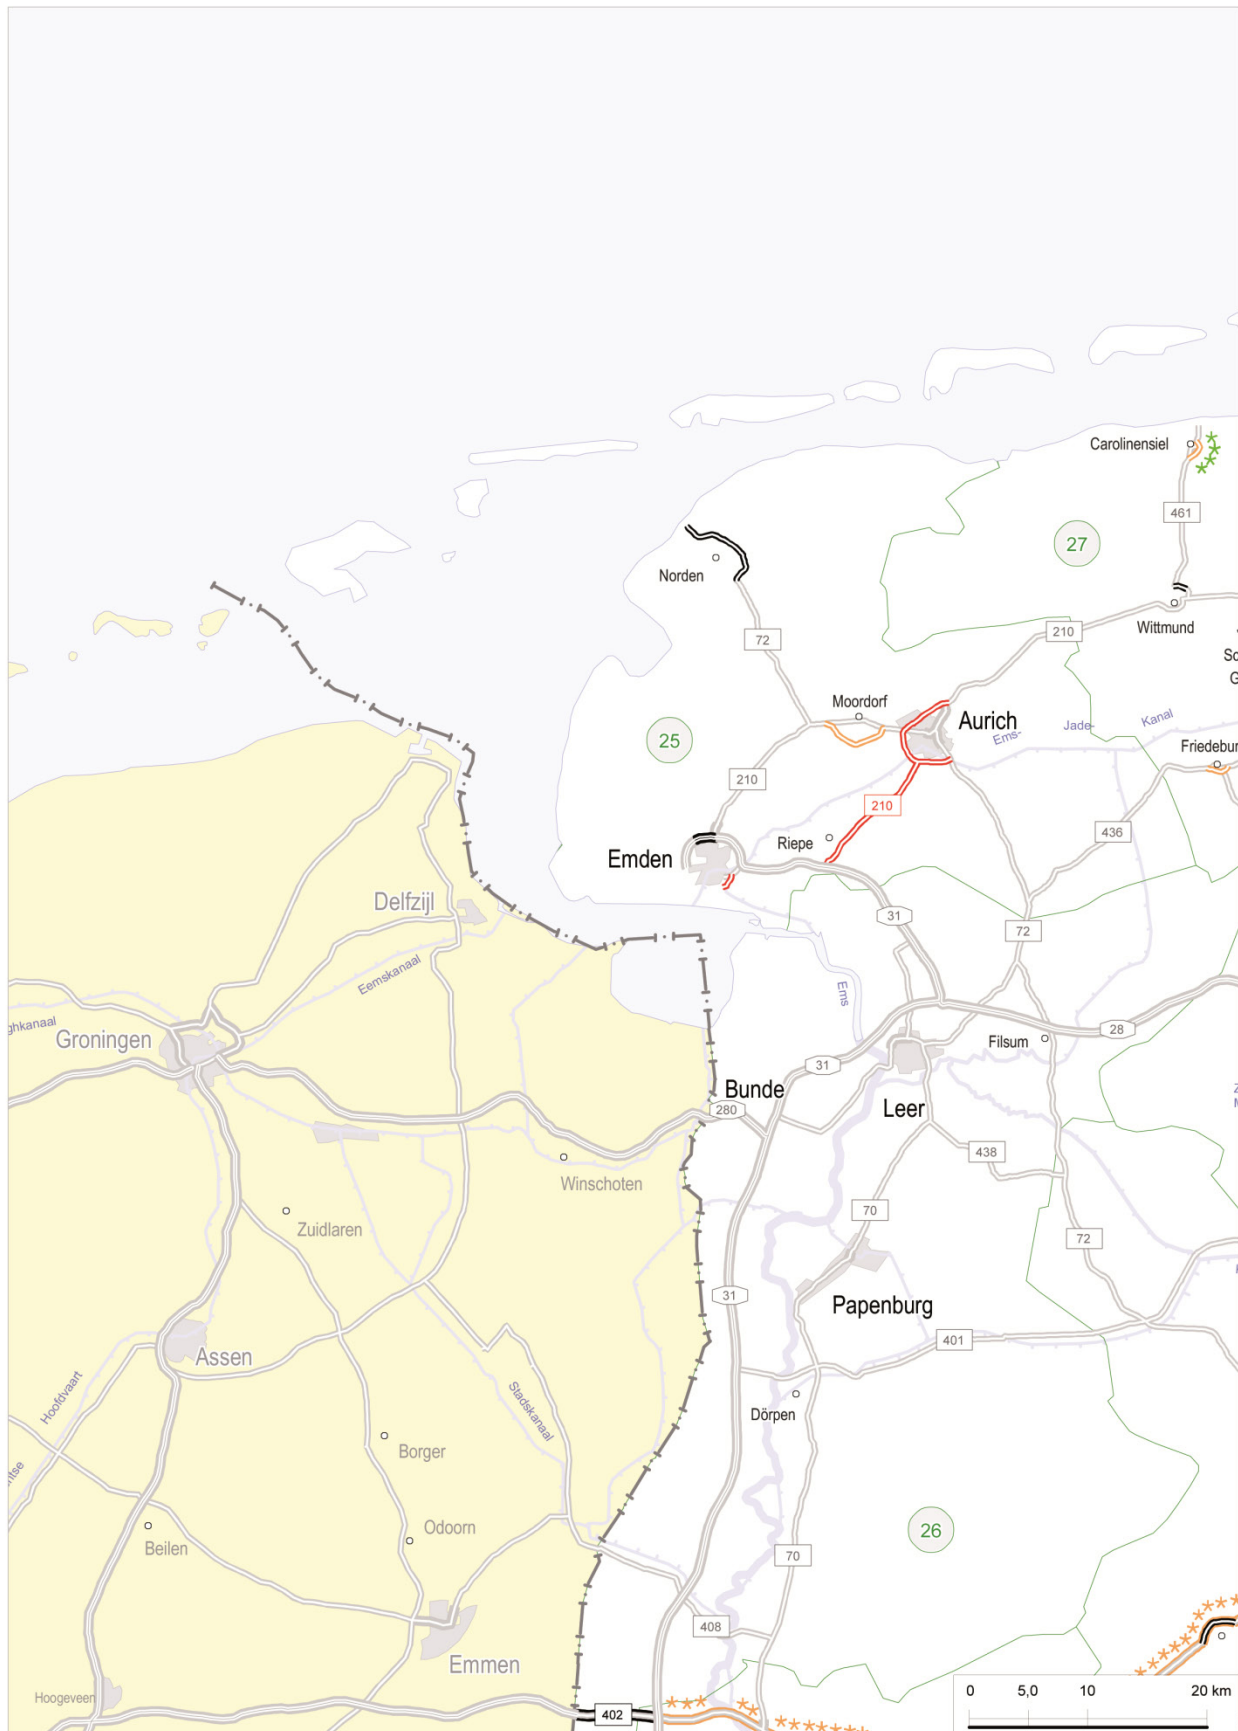 Carolinensiel
461
27
Norden
Wittmund
210
72
Moordorf
Aurich
Ems-
Jade-
Kanal
25
Friedebur
210
210
436
Riepe
Emden
Delfzijl
31
72
Eemskanaal
Ems
ghkanaal
Groningen
28
Filsum
31
Bunde
280
Leer
438
Winschoten
Zuidlaren
70
72
31
Papenburg
401
Assen
Hoofdvaart
Stadskanaal
Dörpen
Borger
ntse
Odoorn
Beilen
26
70
408
Emmen
Hoogeveen
402
0 5,0 10 20 km